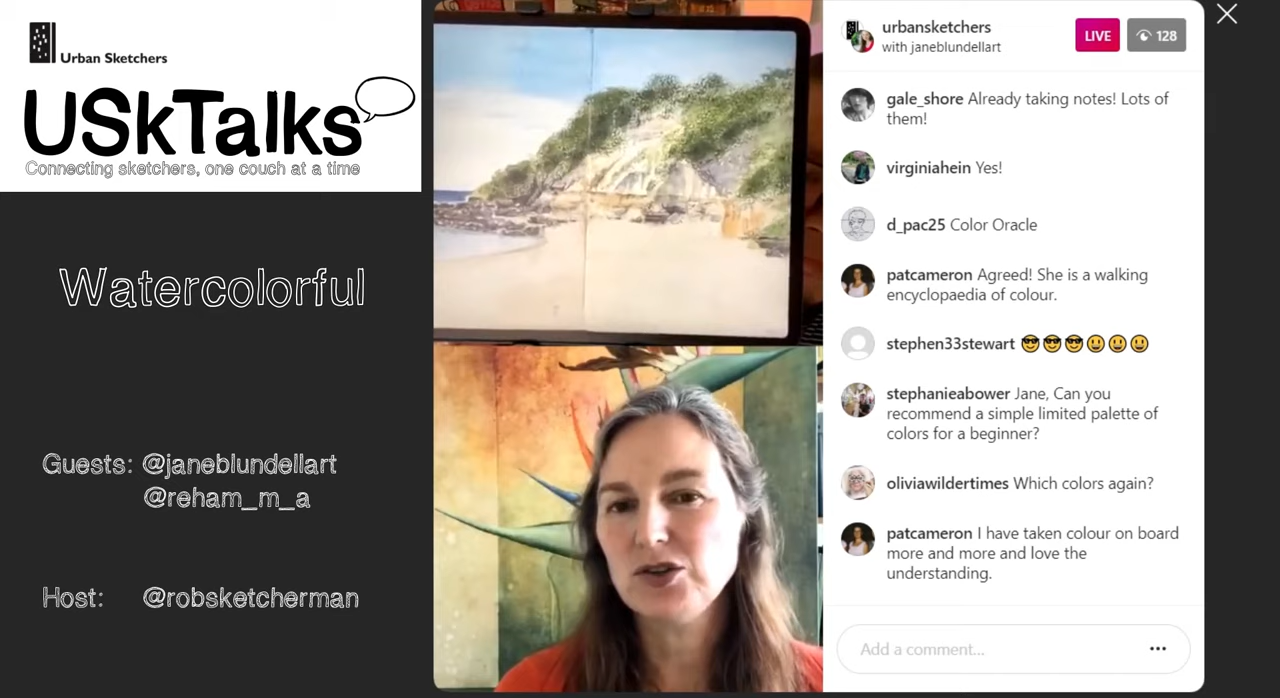 Urban Sketchers
USkTalks
Connecting sketchers, one couch at a time
Watercolorful
Guests: @janeblundellart
@reham_m_a
Host: @robsketcherman
urbansketchers
with janeblundellart
LIVE
128
gale_shore Already taking notes! Lots of
them!
virginiahein Yes!
d_pac25 Color Oracle
patcameron Agreed! She is a walking
encyclopaedia of colour.
stephen33stewart 😎😎😎😃😃😃
stephanieabower Jane, Can you
recommend a simple limited palette of
colors for a beginner?
oliviawildertimes Which colors again?
patcameron I have taken colour on board
more and more and love the
understanding.
Add a comment...